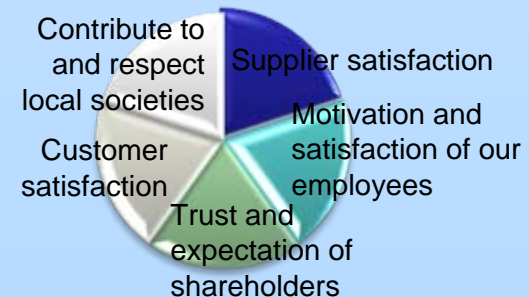 Contribute to
and respect
local societies
Supplier satisfaction
Motivation and
satisfaction of our
employees
Customer
satisfaction
Trust and
expectation of
shareholders